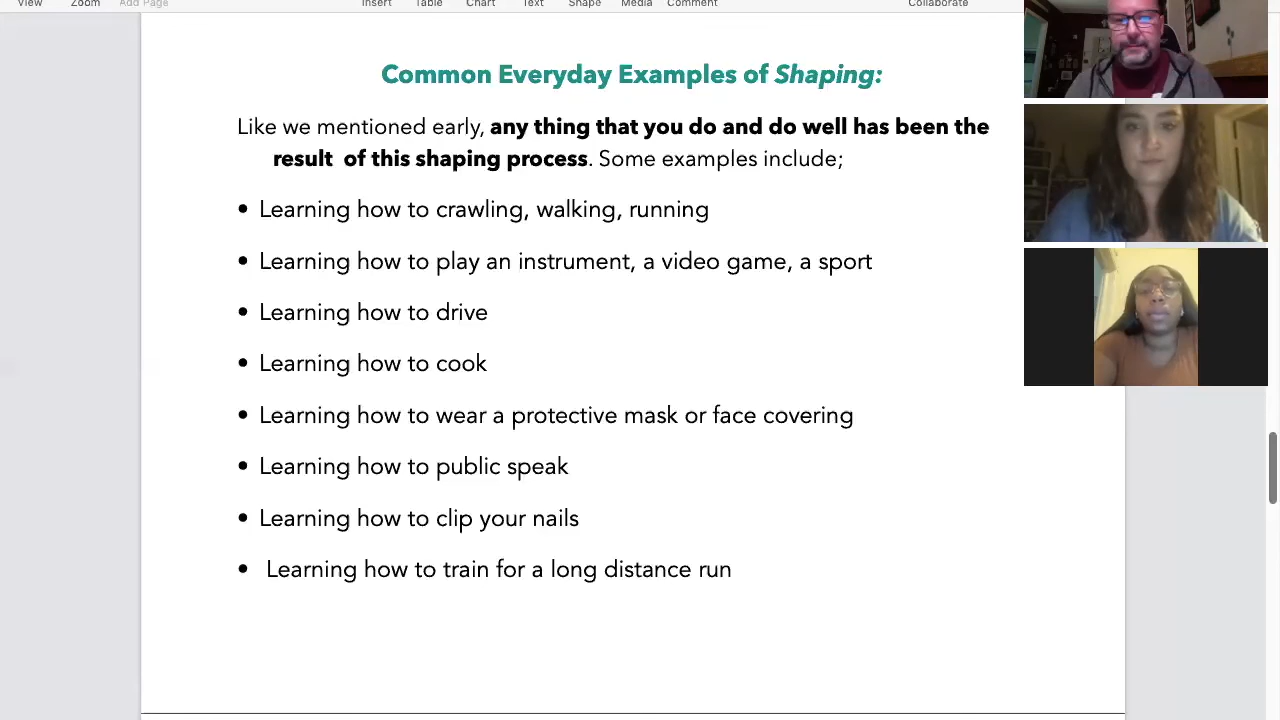 View Zoom Add Page Insert Table Chart Text Shape Media Comment Collaborate
Common Everyday Examples of Shaping:
Like we mentioned early, any thing that you do and do well has been the
result of this shaping process. Some examples include;
• Learning how to crawling, walking, running
• Learning how to play an instrument, a video game, a sport
• Learning how to drive
• Learning how to cook
• Learning how to wear a protective mask or face covering
• Learning how to public speak
• Learning how to clip your nails
• Learning how to train for a long distance run